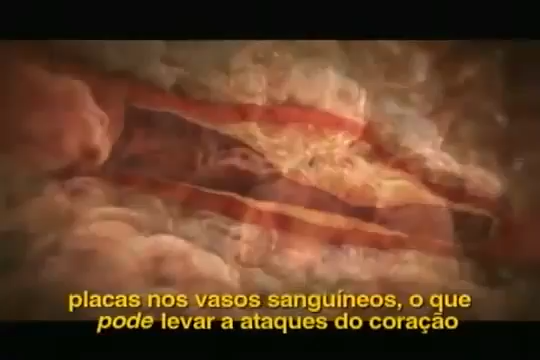 placas nos vasos sanguíneos, o que
pode levar a ataques do coração